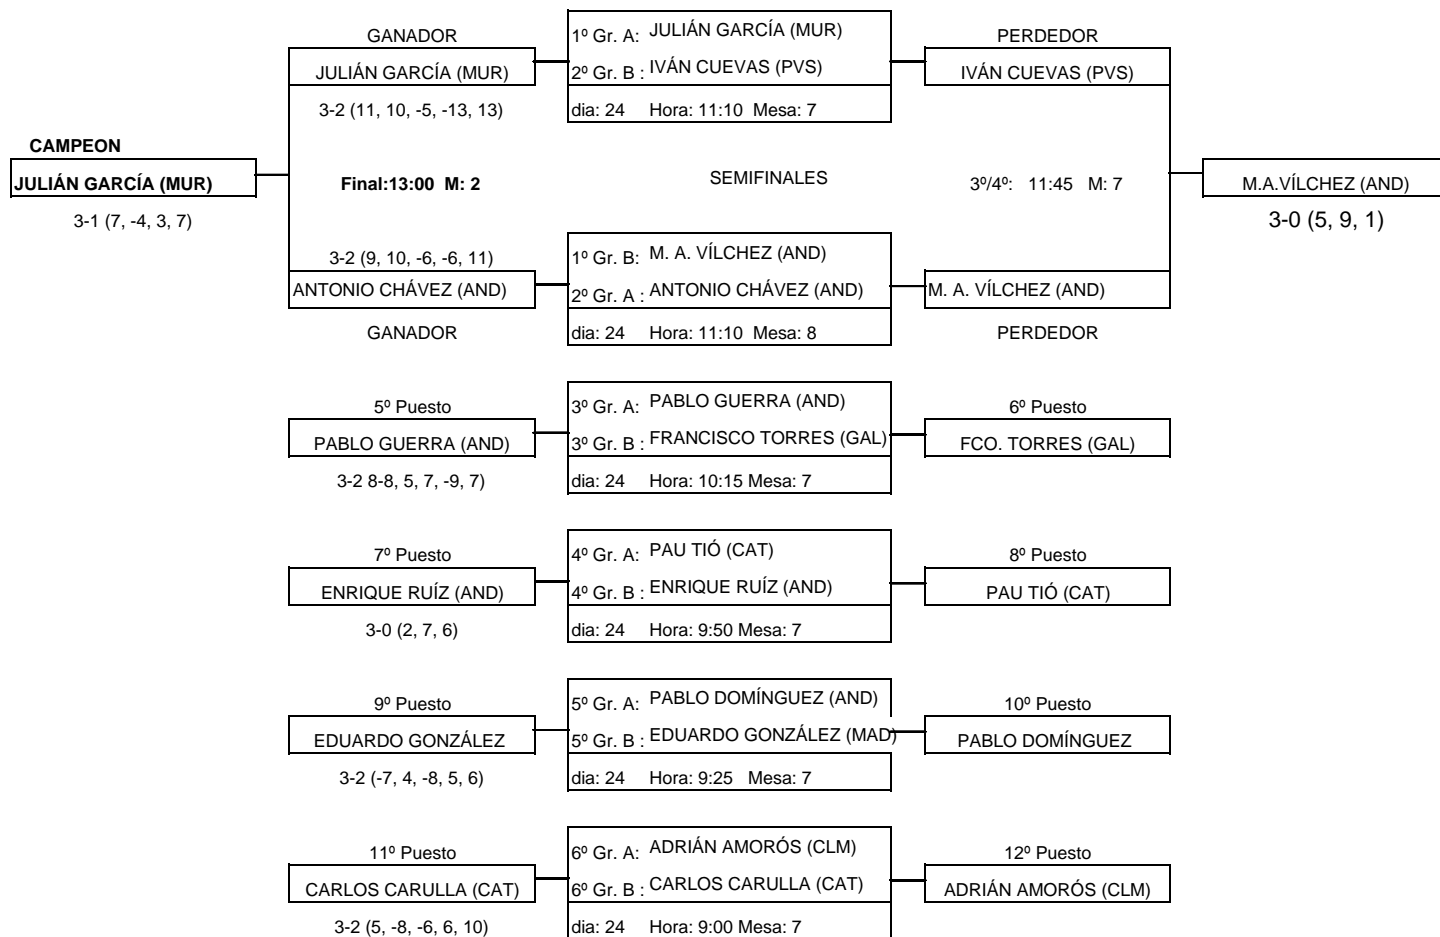 GANADOR
1º Gr. A: JULIÁN GARCÍA (MUR)
PERDEDOR
JULIÁN GARCÍA (MUR)
2º Gr. B : IVÁN CUEVAS (PVS)
IVÁN CUEVAS (PVS)
3-2 (11, 10, -5, -13, 13)
dia: 24 Hora: 11:10 Mesa: 7
CAMPEON
JULIÁN GARCÍA (MUR)
Final:13:00 M: 2
SEMIFINALES
3º/4º: 11:45 M: 7
M.A.VÍLCHEZ (AND)
3-1 (7, -4, 3, 7)
3-0 (5, 9, 1)
3-2 (9, 10, -6, -6, 11)
1º Gr. B: M. A. VÍLCHEZ (AND)
ANTONIO CHÁVEZ (AND)
2º Gr. A : ANTONIO CHÁVEZ (AND)
M. A. VÍLCHEZ (AND)
GANADOR
dia: 24 Hora: 11:10 Mesa: 8
PERDEDOR
5º Puesto
3º Gr. A: PABLO GUERRA (AND)
6º Puesto
PABLO GUERRA (AND)
3º Gr. B : FRANCISCO TORRES (GAL)
FCO. TORRES (GAL)
3-2 8-8, 5, 7, -9, 7)
dia: 24 Hora: 10:15 Mesa: 7
7º Puesto
4º Gr. A: PAU TIÓ (CAT)
8º Puesto
ENRIQUE RUÍZ (AND)
4º Gr. B : ENRIQUE RUÍZ (AND)
PAU TIÓ (CAT)
3-0 (2, 7, 6)
dia: 24 Hora: 9:50 Mesa: 7
9º Puesto
5º Gr. A: PABLO DOMÍNGUEZ (AND)
10º Puesto
EDUARDO GONZÁLEZ
5º Gr. B : EDUARDO GONZÁLEZ (MAD)
PABLO DOMÍNGUEZ
3-2 (-7, 4, -8, 5, 6)
dia: 24 Hora: 9:25 Mesa: 7
11º Puesto
6º Gr. A: ADRIÁN AMORÓS (CLM)
12º Puesto
CARLOS CARULLA (CAT)
6º Gr. B : CARLOS CARULLA (CAT)
ADRIÁN AMORÓS (CLM)
3-2 (5, -8, -6, 6, 10)
dia: 24 Hora: 9:00 Mesa: 7